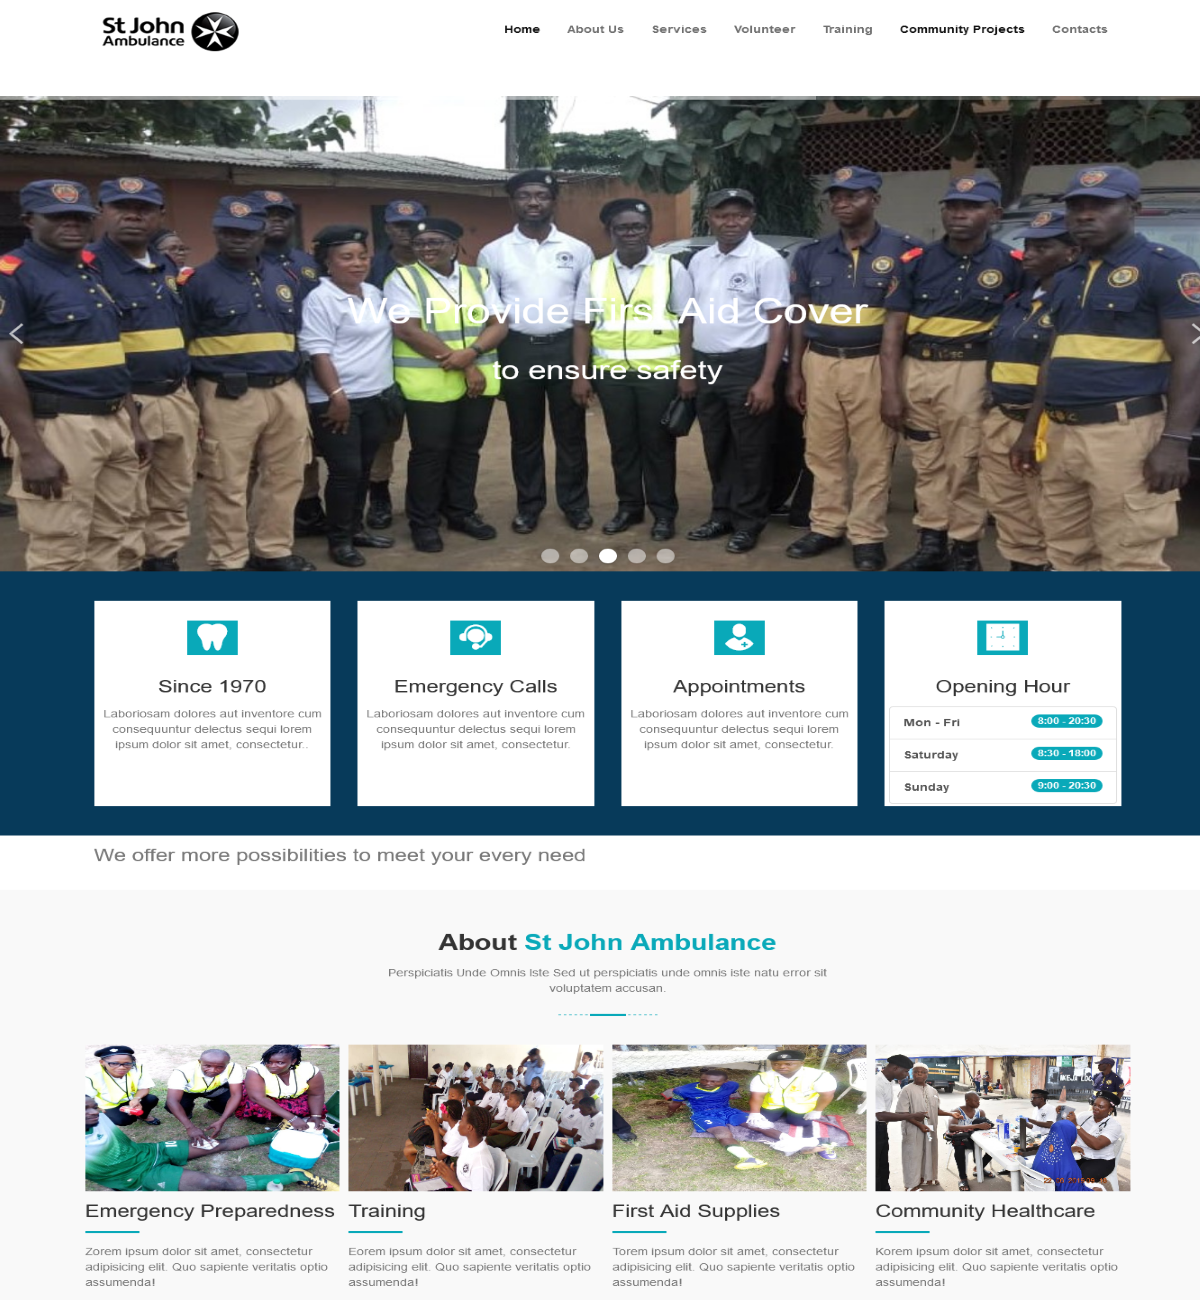 St John
Ambulance
Home About Us Services Volunteer Training Community Projects Contacts
We Provide First Aid Cover
to ensure safety
Since 1970
Laboriosam dolores aut inventore cum
consequuntur delectus sequi lorem
ipsum dolor sit amet, consectetur..
Emergency Calls
Laboriosam dolores aut inventore cum
consequuntur delectus sequi lorem
ipsum dolor sit amet, consectetur.
Appointments
Laboriosam dolores aut inventore cum
consequuntur delectus sequi lorem
ipsum dolor sit amet, consectetur.
Opening Hour
Mon - Fri 8:00 - 20:30
Saturday 8:30 - 18:00
Sunday 9:00 - 20:30
We offer more possibilities to meet your every need
About St John Ambulance
Perspiciatis Unde Omnis Iste Sed ut perspiciatis unde omnis iste natu error sit
voluptatem accusan.
IKEJA LOC
Emergency Preparedness
Zorem ipsum dolor sit amet, consectetur
adipisicing elit. Quo sapiente veritatis optio
assumenda!
Training
Eorem ipsum dolor sit amet, consectetur
adipisicing elit. Quo sapiente veritatis optio
assumenda!
First Aid Supplies
Torem ipsum dolor sit amet, consectetur
adipisicing elit. Quo sapiente veritatis optio
assumenda!
Community Healthcare
Korem ipsum dolor sit amet, consectetur
adipisicing elit. Quo sapiente veritatis optio
assumenda!